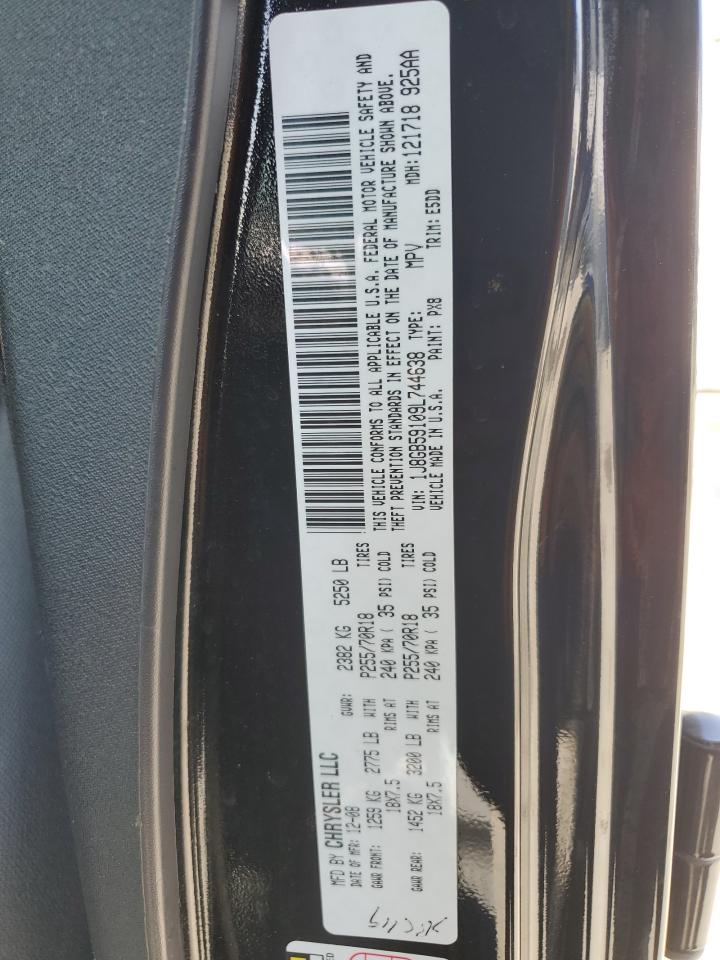 MFD BY CHRYSLER LLC
DATE OF MFR: 12-08 GVWR: 2382 KG 5250 LB
GAWR FRONT: 1259 KG 2775 LB WITH P255/70R18 TIRES
18X7.5 RIMS AT 240 KPA ( 35 PSI) COLD
GAWR REAR: 1452 KG 3200 LB WITH P255/70R18 TIRES
18X7.5 RIMS AT 240 KPA ( 35 PSI) COLD
THIS VEHICLE CONFORMS TO ALL APPLICABLE U.S.A. FEDERAL MOTOR VEHICLE SAFETY AND
THEFT PREVENTION STANDARDS IN EFFECT ON THE DATE OF MANUFACTURE SHOWN ABOVE.
VIN: 1J8GB59109L744638 TYPE: MPV MDH: 121718 925AA
VEHICLE MADE IN U.S.A. PAINT: PX8 TRIM: E5DD